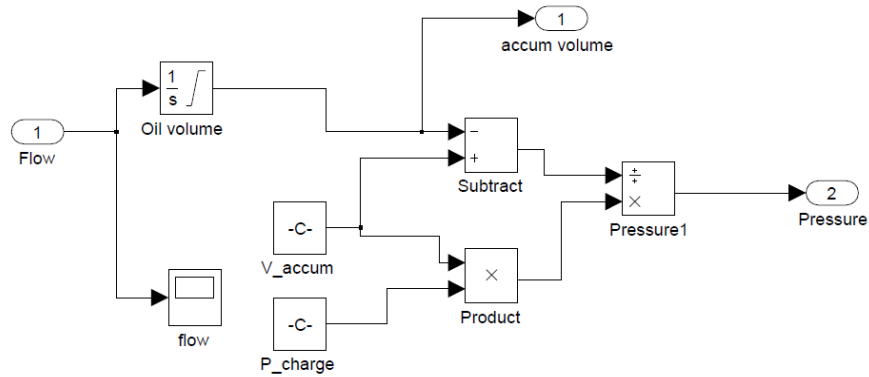 1
accum volume
1
s
Oil volume
1
Flow
−
+
Subtract
÷
×
Pressure1
2
Pressure
-C-
V_accum
×
Product
flow
-C-
P_charge